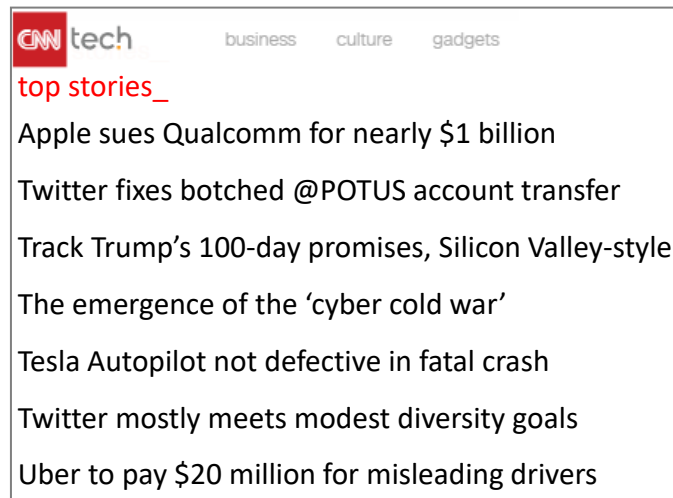 CNN tech business culture gadgets
top stories_
Apple sues Qualcomm for nearly $1 billion
Twitter fixes botched @POTUS account transfer
Track Trump’s 100-day promises, Silicon Valley-style
The emergence of the ‘cyber cold war’
Tesla Autopilot not defective in fatal crash
Twitter mostly meets modest diversity goals
Uber to pay $20 million for misleading drivers